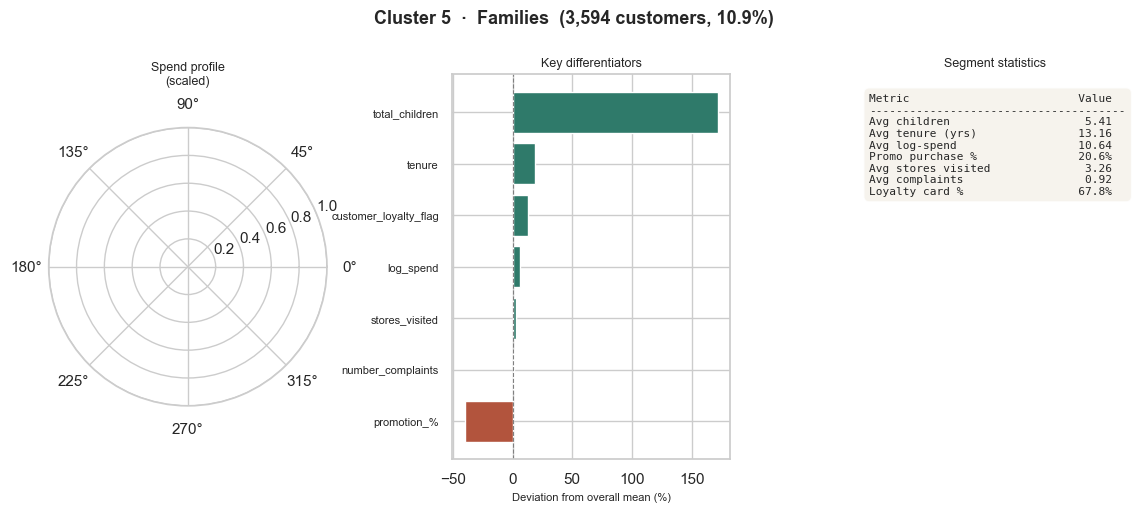 Cluster 5 · Families (3,594 customers, 10.9%)
Spend profile
(scaled)
90°
135°
45°
1.0
0.8
0.6
0.4
0.2
180°
0°
225°
315°
270°
Key differentiators
total_children
tenure
customer_loyalty_flag
log_spend
stores_visited
number_complaints
promotion_%
−50 0 50 100 150
Deviation from overall mean (%)
Segment statistics
Metric Value
--------------------------------------
Avg children 5.41
Avg tenure (yrs) 13.16
Avg log-spend 10.64
Promo purchase % 20.6%
Avg stores visited 3.26
Avg complaints 0.92
Loyalty card % 67.8%